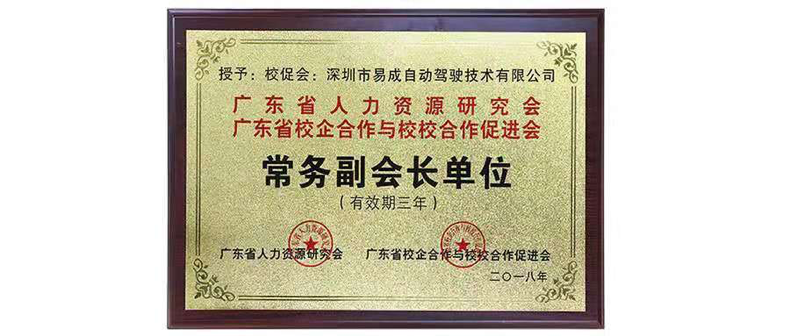 授予：校促会：深圳市易成自动驾驶技术有限公司
广东省人力资源研究会
广东省校企合作与校校合作促进会
常务副会长单位
（有效期三年）
广东省人力资源研究会 广东省校企合作与校校合作促进会
二〇一八年